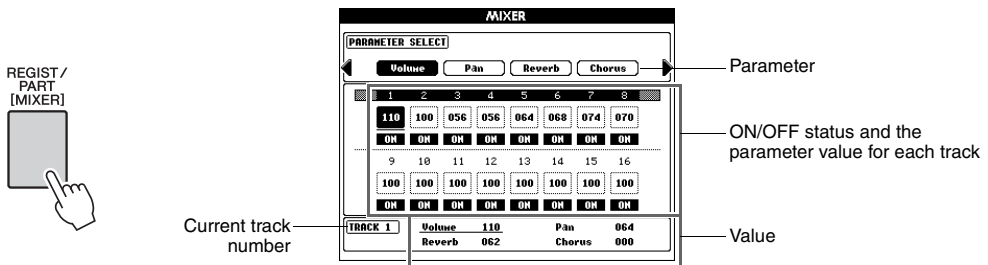 MIXER
PARAMETER SELECT
Volume Pan Reverb Chorus
Parameter
REGIST/
PART
[MIXER]
1 2 3 4 5 6 7 8
110 100 056 056 064 068 074 070
ON ON ON ON ON ON ON ON
ON/OFF status and the
parameter value for each track
9 10 11 12 13 14 15 16
100 100 100 100 100 100 100 100
ON ON ON ON ON ON ON ON
Current track
number
TRACK 1
Volume 110 Pan 064
Reverb 062 Chorus 000
Value